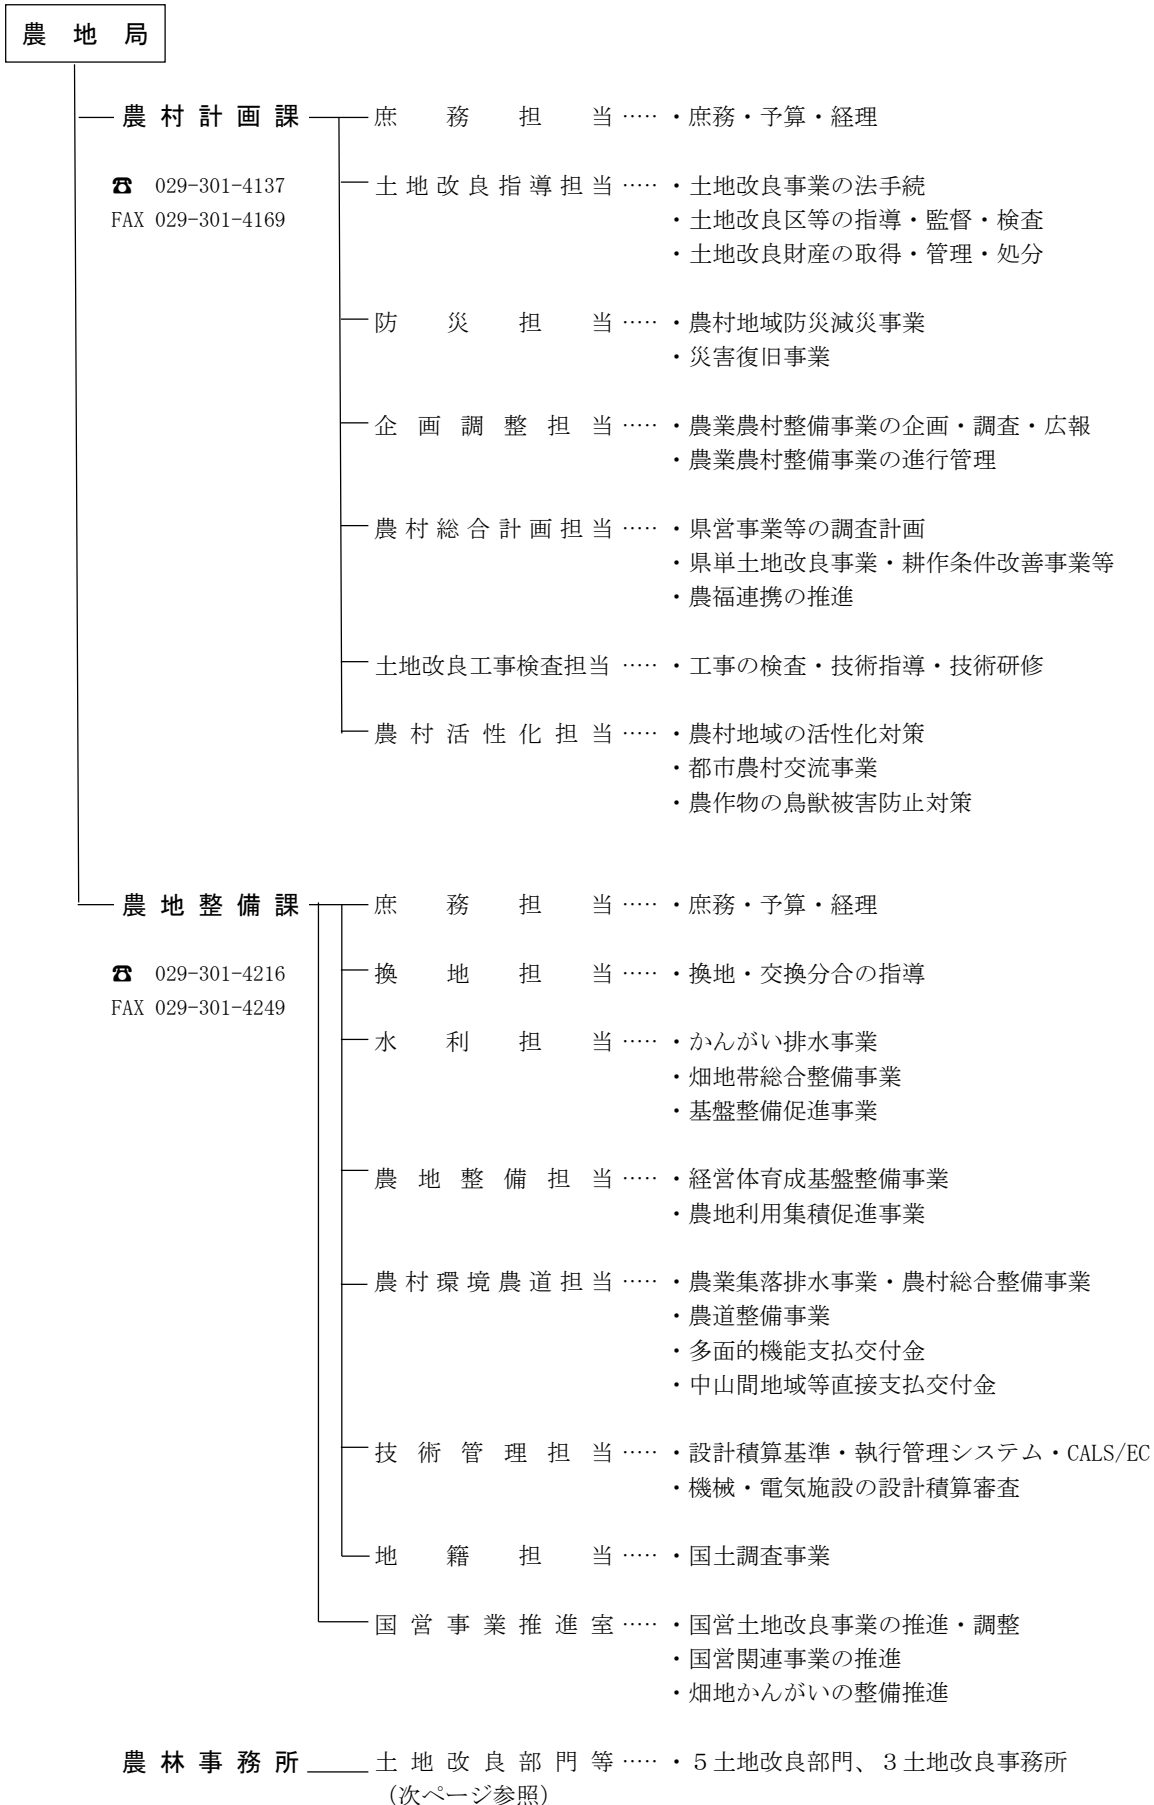 農地局
農村計画課 庶務担当 ····· ・庶務・予算・経理
☎ 029-301-4137 土地改良指導担当 ····· ・土地改良事業の法手続
FAX 029-301-4169 ・土地改良区等の指導・監督・検査
・土地改良財産の取得・管理・処分
防災担当 ····· ・農村地域防災減災事業
・災害復旧事業
企画調整担当 ····· ・農業農村整備事業の企画・調査・広報
・農業農村整備事業の進行管理
農村総合計画担当 ····· ・県営事業等の調査計画
・県単土地改良事業・耕作条件改善事業等
・農福連携の推進
土地改良工事検査担当 ····· ・工事の検査・技術指導・技術研修
農村活性化担当 ····· ・農村地域の活性化対策
・都市農村交流事業
・農作物の鳥獣被害防止対策
農地整備課 庶務担当 ····· ・庶務・予算・経理
☎ 029-301-4216 換地担当 ····· ・換地・交換分合の指導
FAX 029-301-4249
水利担当 ····· ・かんがい排水事業
・畑地帯総合整備事業
・基盤整備促進事業
農地整備担当 ····· ・経営体育成基盤整備事業
・農地利用集積促進事業
農村環境農道担当 ····· ・農業集落排水事業・農村総合整備事業
・農道整備事業
・多面的機能支払交付金
・中山間地域等直接支払交付金
技術管理担当 ····· ・設計積算基準・執行管理システム・CALS/EC
・機械・電気施設の設計積算審査
地籍担当 ····· ・国土調査事業
国営事業推進室 ····· ・国営土地改良事業の推進・調整
・国営関連事業の推進
・畑地かんがいの整備推進
農林事務所 土地改良部門等 ····· ・５土地改良部門、３土地改良事務所
（次ページ参照）